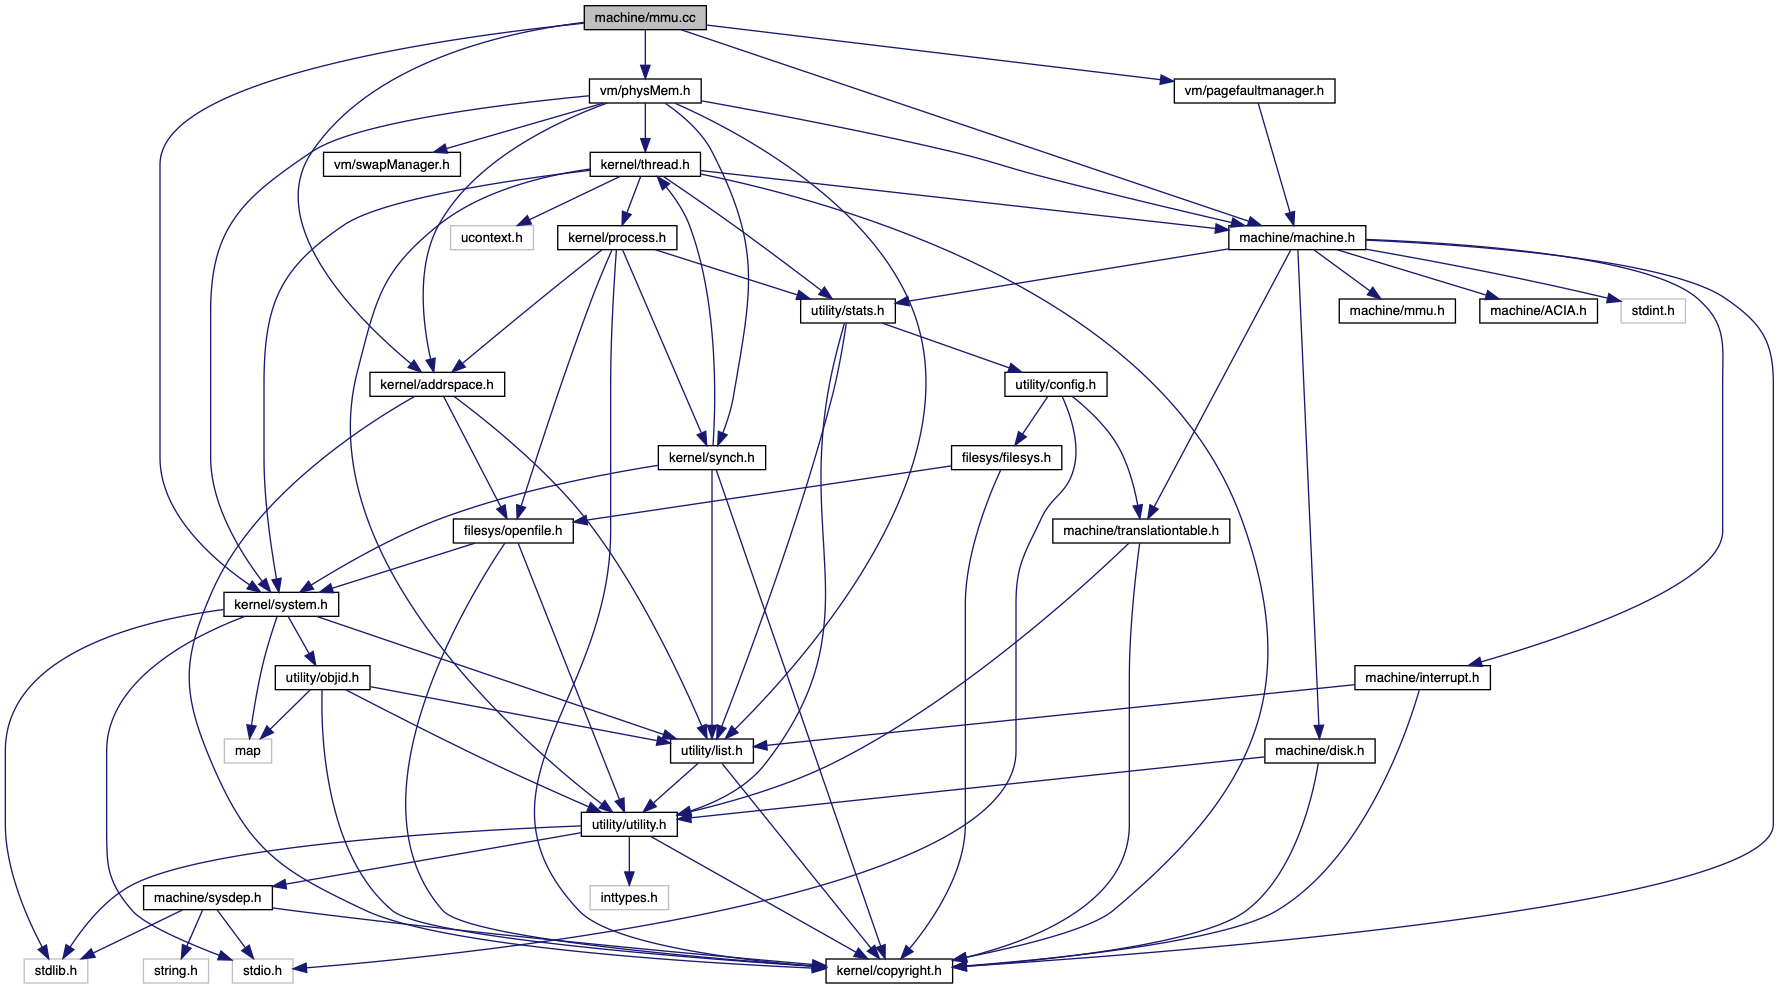 machine/mmu.cc
vm/physMem.h
vm/pagefaultmanager.h
vm/swapManager.h
kernel/thread.h
ucontext.h
kernel/process.h
machine/machine.h
utility/stats.h
machine/mmu.h
machine/ACIA.h
stdint.h
kernel/addrspace.h
utility/config.h
kernel/synch.h
filesys/filesys.h
filesys/openfile.h
machine/translationtable.h
kernel/system.h
utility/objid.h
machine/interrupt.h
map
utility/list.h
machine/disk.h
utility/utility.h
machine/sysdep.h
inttypes.h
stdlib.h
string.h
stdio.h
kernel/copyright.h